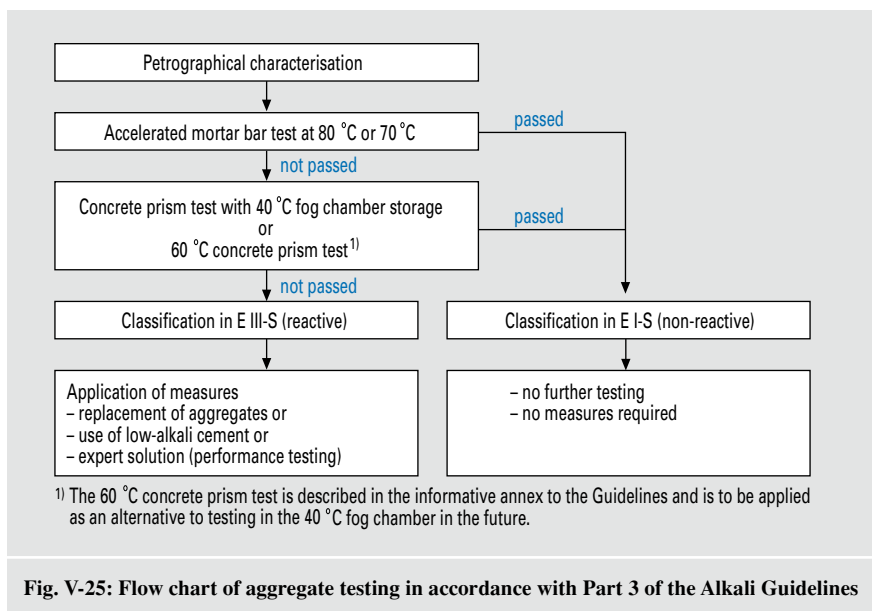 Petrographical characterisation
Accelerated mortar bar test at 80 °C or 70 °C
passed
not passed
Concrete prism test with 40 °C fog chamber storage
or
60 °C concrete prism test1)
passed
not passed
Classification in E III-S (reactive)
Classification in E I-S (non-reactive)
Application of measures
– replacement of aggregates or
– use of low-alkali cement or
– expert solution (performance testing)
– no further testing
– no measures required
1) The 60 °C concrete prism test is described in the informative annex to the Guidelines and is to be applied
as an alternative to testing in the 40 °C fog chamber in the future.
Fig. V-25: Flow chart of aggregate testing in accordance with Part 3 of the Alkali Guidelines